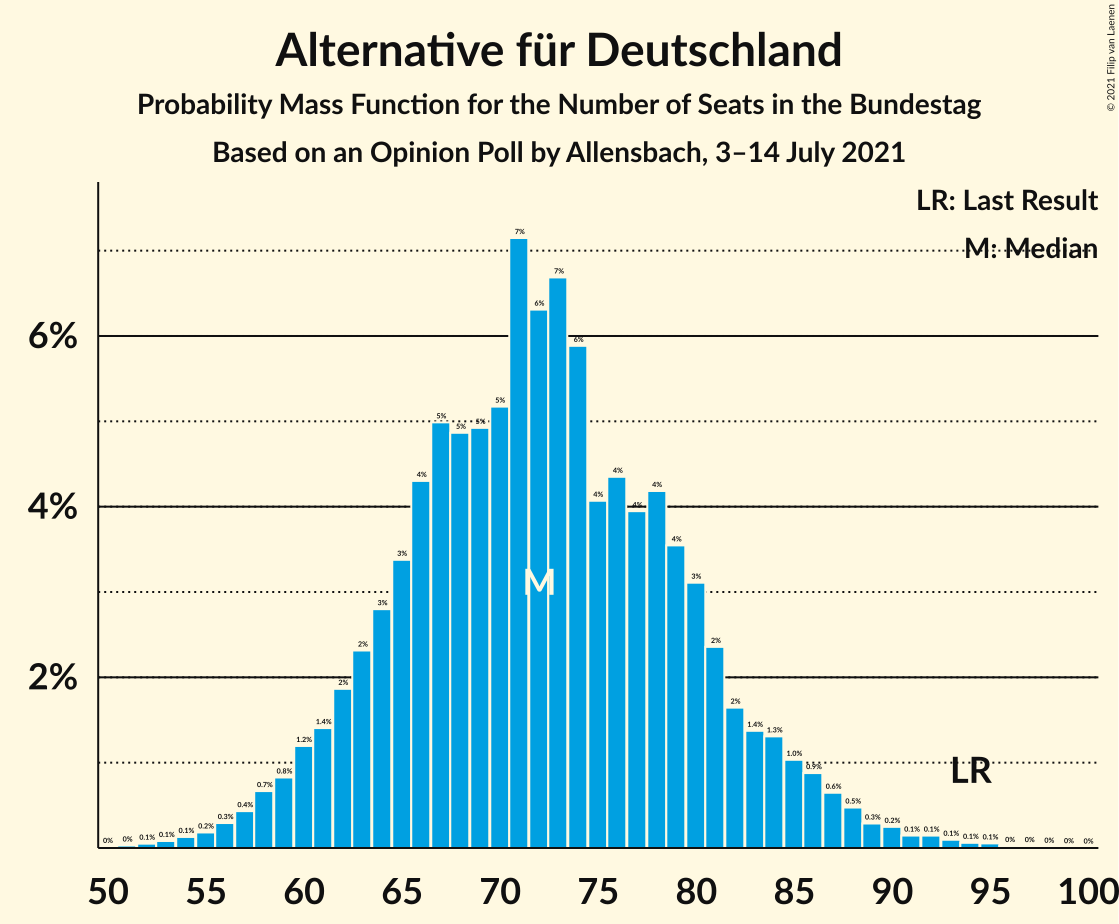 © 2021 Filip van Laenen
Alternative für Deutschland
Probability Mass Function for the Number of Seats in the Bundestag
Based on an Opinion Poll by Allensbach, 3–14 July 2021
LR: Last Result
M: Median
6%
4%
2%
0% 0% 0.1% 0.1% 0.1% 0.2% 0.3% 0.4% 0.7% 0.8% 1.2% 1.4% 2% 2% 3% 3% 4% 5% 5% 5% 5% 7% 6% 7% 6% 4% 4% 4% 4% 4% 3% 2% 2% 1.4% 1.3% 1.0% 0.9% 0.6% 0.5% 0.3% 0.2% 0.1% 0.1% 0.1% 0.1% 0.1% 0% 0% 0% 0% 0%
M
LR
50 55 60 65 70 75 80 85 90 95 100